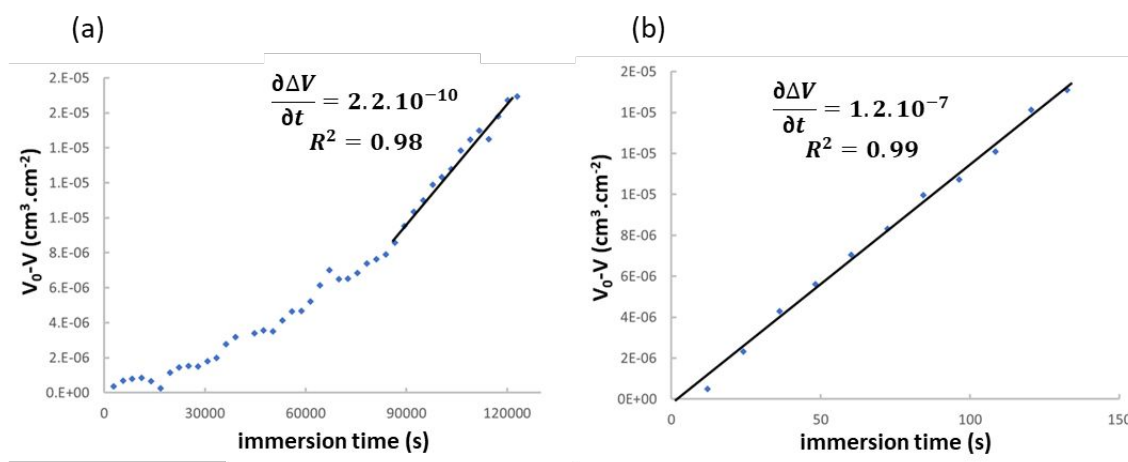 (a)
V₀-V (cm³.cm⁻²)
2.E-05
2.E-05
1.E-05
1.E-05
1.E-05
8.E-06
6.E-06
4.E-06
2.E-06
0.E+00
∂ΔV/∂t = 2.2.10⁻¹⁰
R² = 0.98
0 30000 60000 90000 120000
immersion time (s)
(b)
V₀-V (cm³.cm⁻²)
2E-05
1E-05
1E-05
1E-05
8E-06
6E-06
4E-06
2E-06
0E+00
∂ΔV/∂t = 1.2.10⁻⁷
R² = 0.99
0 50 100 150
immersion time (s)